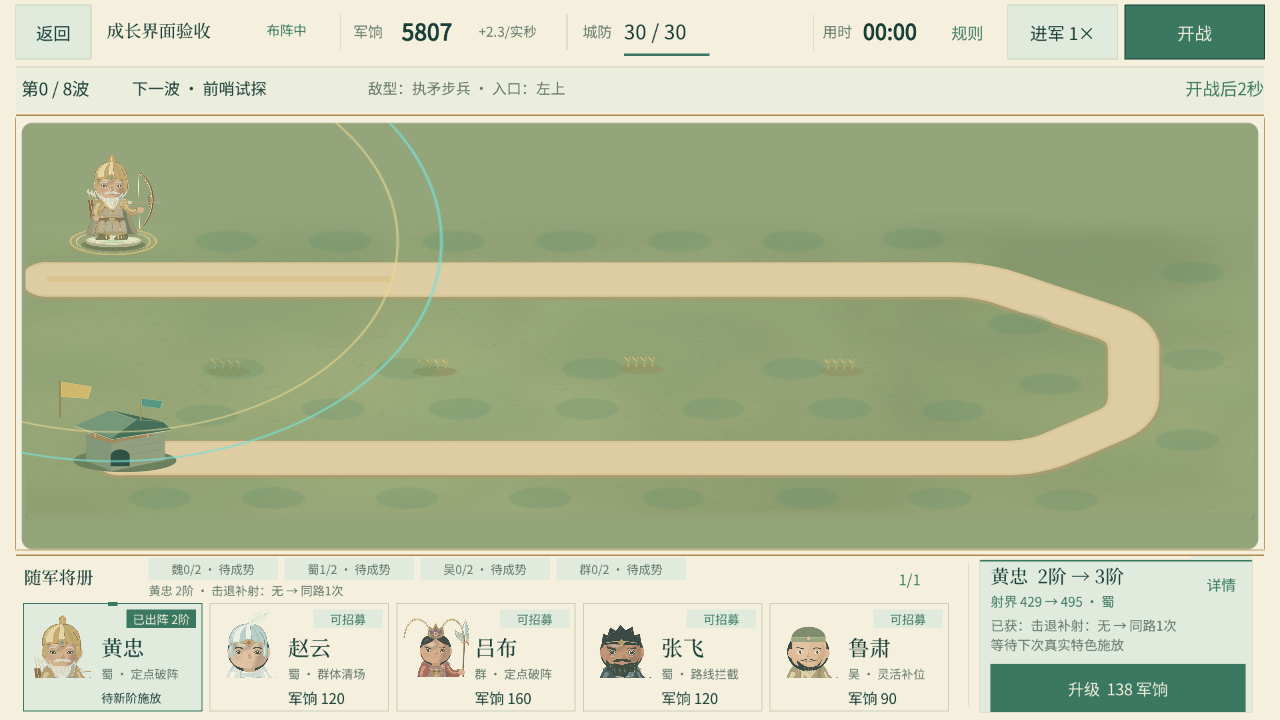 返回
成长界面验收
布阵中
军饷 5807 +2.3/实秒
城防 30 / 30
用时 00:00
规则
进军 1×
开战
第0 / 8波
下一波 · 前哨试探
敌型：执矛步兵 · 入口：左上
开战后2秒
随军将册
魏0/2 · 待成势
蜀1/2 · 待成势
吴0/2 · 待成势
群0/2 · 待成势
黄忠 2阶 · 击退补射：无 → 同路1次
1/1
已出阵 2阶
黄忠
蜀 · 定点破阵
待新阶施放
可招募
赵云
蜀 · 群体清场
军饷 120
可招募
吕布
群 · 定点破阵
军饷 160
可招募
张飞
蜀 · 路线拦截
军饷 120
可招募
鲁肃
吴 · 灵活补位
军饷 90
黄忠 2阶 → 3阶
详情
射界 429 → 495 · 蜀
已获：击退补射：无 → 同路1次
等待下次真实特色施放
升级 138 军饷